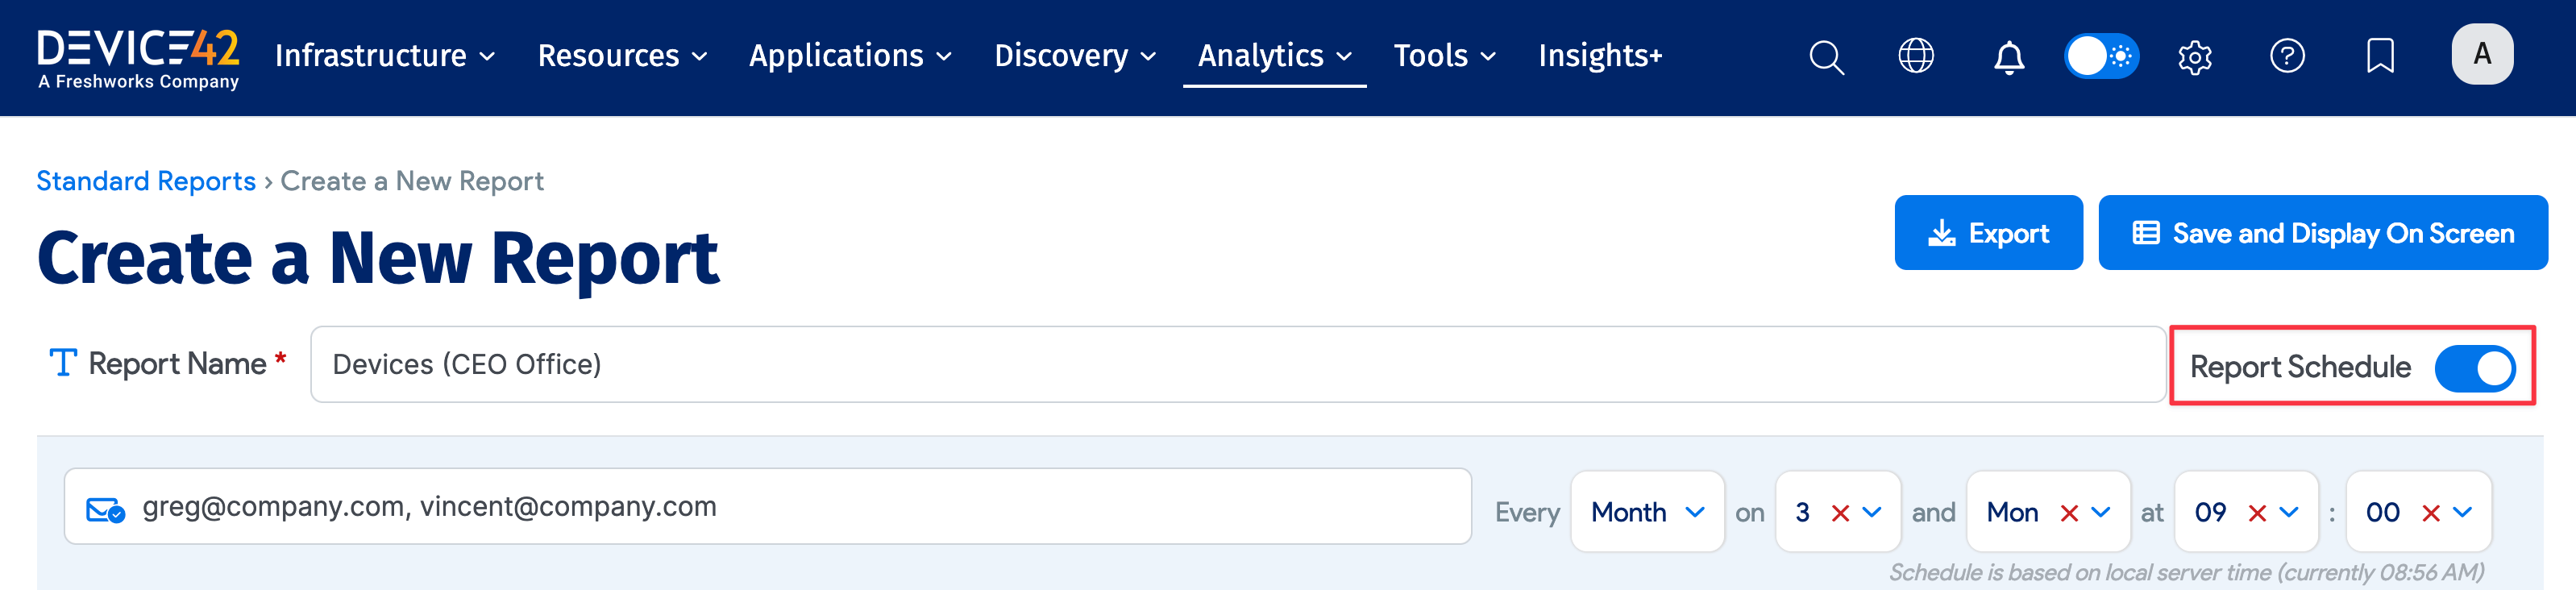 DEVICE42
A Freshworks Company
Infrastructure Resources Applications Discovery Analytics Tools Insights+ A
Standard Reports › Create a New Report
Create a New Report
Export Save and Display On Screen
Report Name * Devices (CEO Office) Report Schedule
greg@company.com, vincent@company.com Every Month on 3 and Mon at 09 : 00
Schedule is based on local server time (currently 08:56 AM)